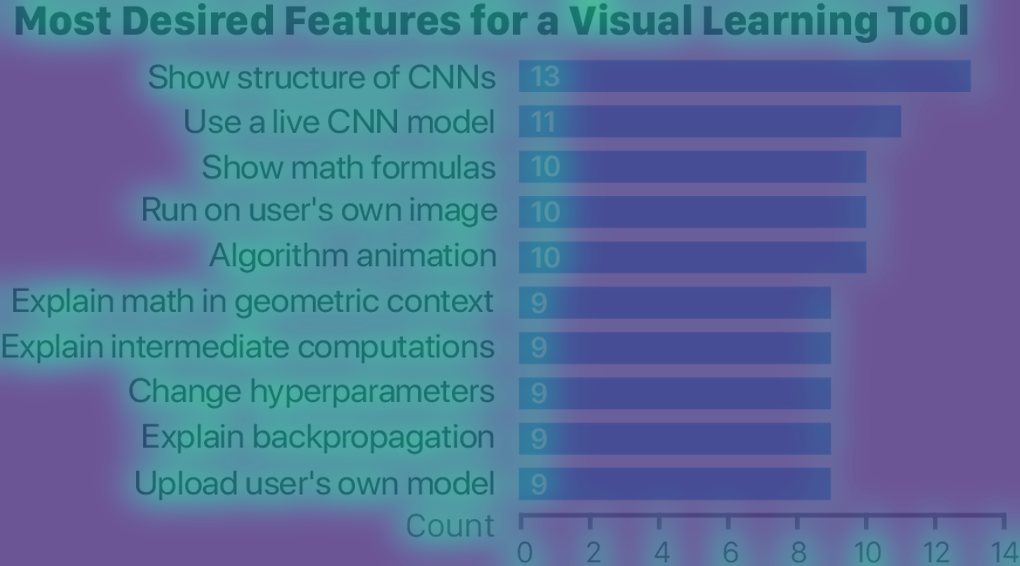 Most Desired Features for a Visual Learning Tool
Show structure of CNNs 13
Use a live CNN model 11
Show math formulas 10
Run on user's own image 10
Algorithm animation 10
Explain math in geometric context 9
Explain intermediate computations 9
Change hyperparameters 9
Explain backpropagation 9
Upload user's own model 9
Count 0 2 4 6 8 10 12 14